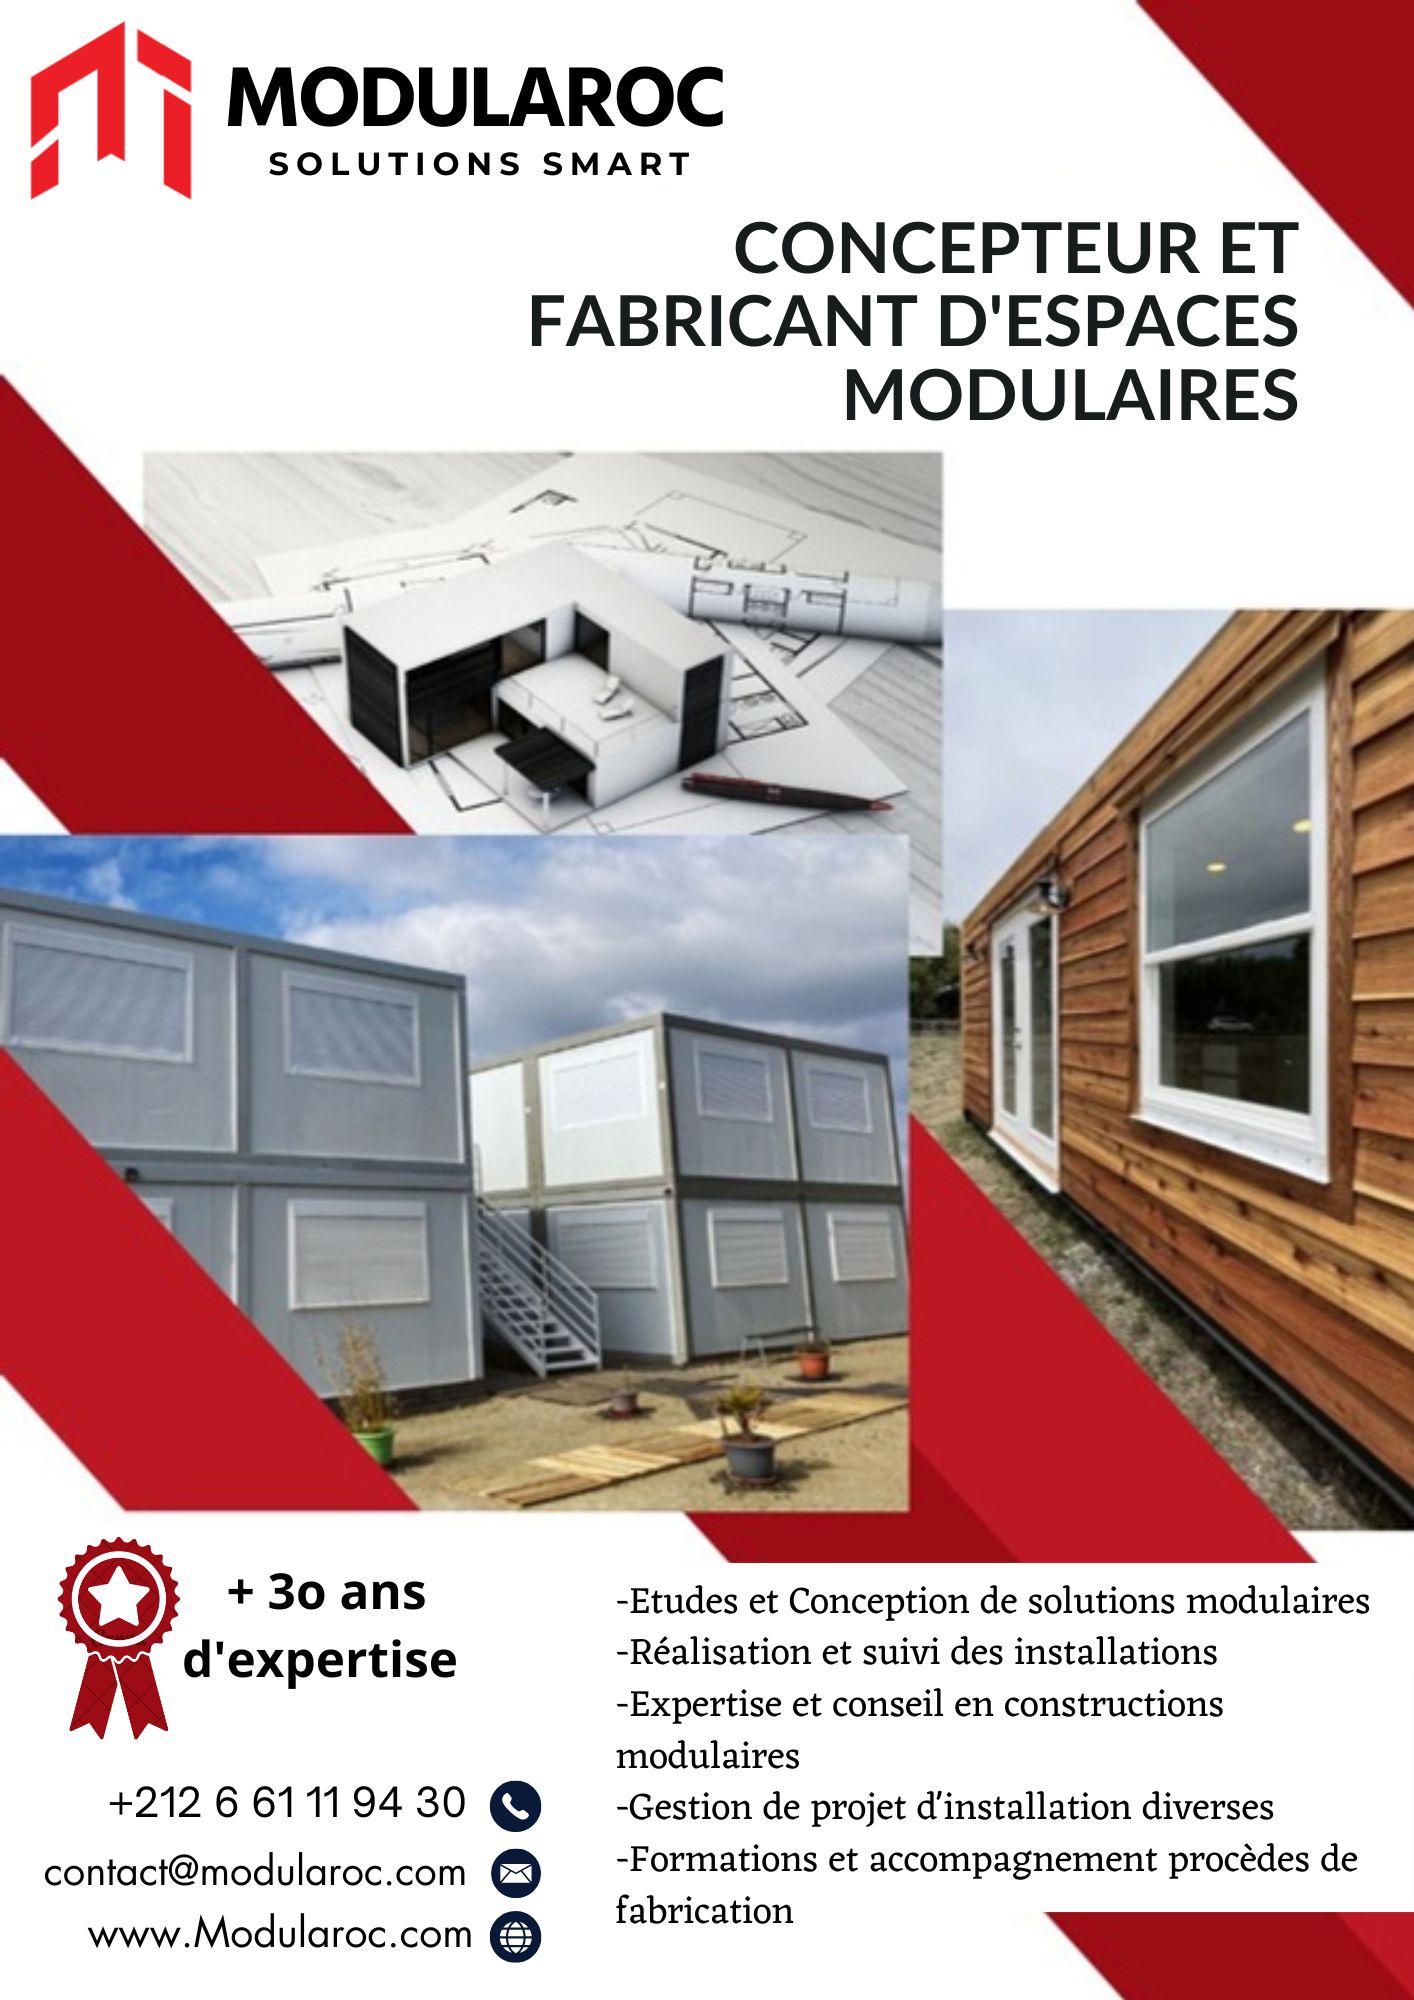 MODULAROC
SOLUTIONS SMART
CONCEPTEUR ET
FABRICANT D'ESPACES
MODULAIRES
+ 3o ans
d'expertise
+212 6 61 11 94 30
contact@modularoc.com
www.Modularoc.com
-Etudes et Conception de solutions modulaires
-Réalisation et suivi des installations
-Expertise et conseil en constructions
modulaires
-Gestion de projet d'installation diverses
-Formations et accompagnement procèdes de
fabrication